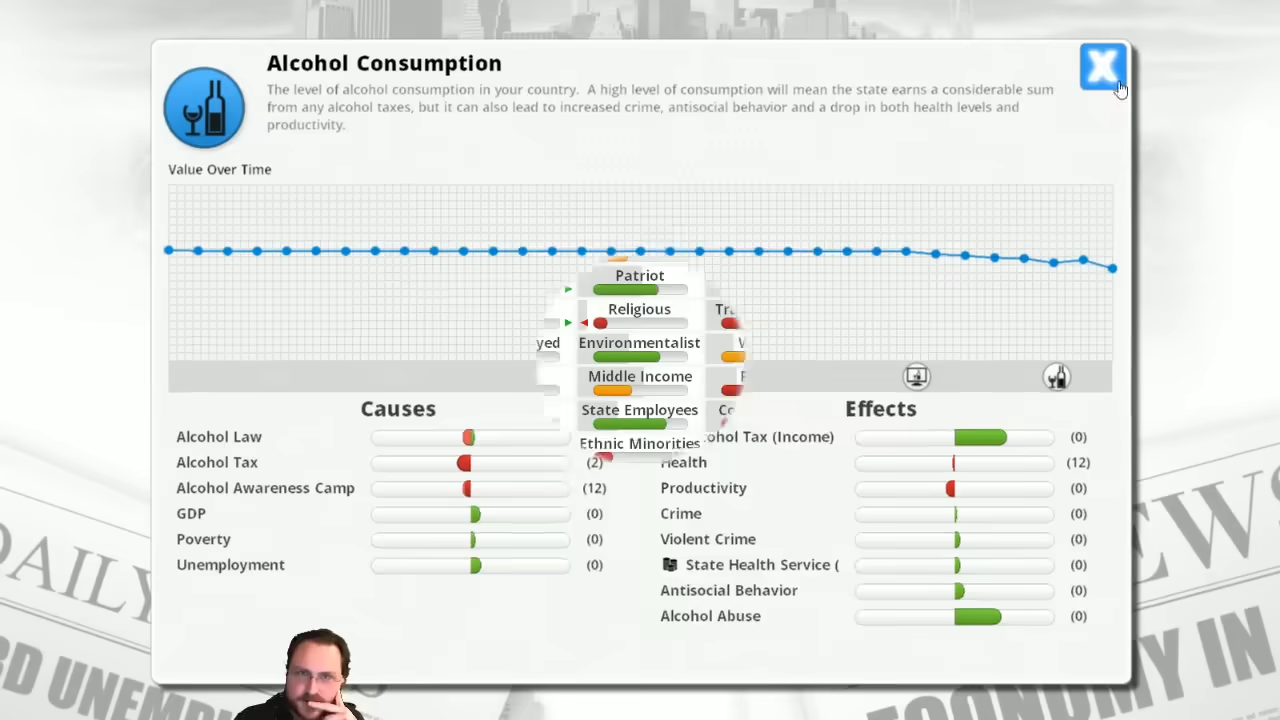 Alcohol Consumption
The level of alcohol consumption in your country. A high level of consumption will mean the state earns a considerable sum
from any alcohol taxes, but it can also lead to increased crime, antisocial behavior and a drop in both health levels and
productivity.
X
Value Over Time
Patriot
Religious
Environmentalist
Middle Income
State Employees
Ethnic Minorities
Causes
Alcohol Law
Alcohol Tax (2)
Alcohol Awareness Camp (12)
GDP (0)
Poverty (0)
Unemployment (0)
Effects
ohol Tax (Income) (0)
Health (12)
Productivity (0)
Crime (0)
Violent Crime (0)
State Health Service ( (0)
Antisocial Behavior (0)
Alcohol Abuse (0)
DAILY
EWS
ECONOMY IN